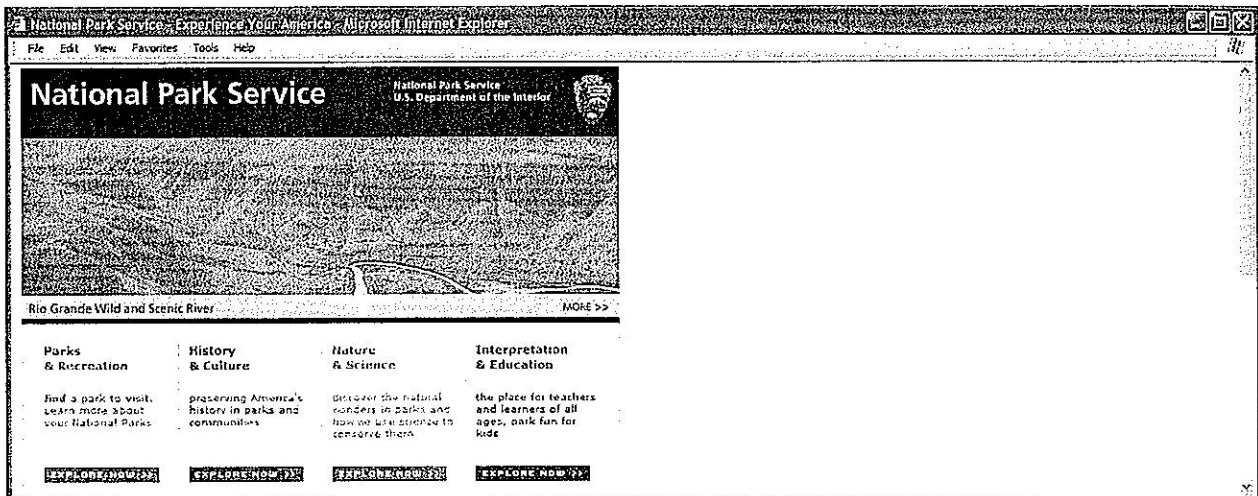 National Park Service - Experience Your America - Microsoft Internet Explorer
File Edit View Favorites Tools Help
National Park Service
National Park Service
U.S. Department of the Interior
Rio Grande Wild and Scenic River
MORE >>
Parks
& Recreation
find a park to visit.
Learn more about
your National Parks
EXPLORE NOW >>
History
& Culture
preserving America's
history in parks and
communities
EXPLORE NOW >>
Nature
& Science
discover the natural
wonders in parks and
how we use science to
conserve them
EXPLORE NOW >>
Interpretation
& Education
the place for teachers
and learners of all
ages, park fun for
kids
EXPLORE NOW >>